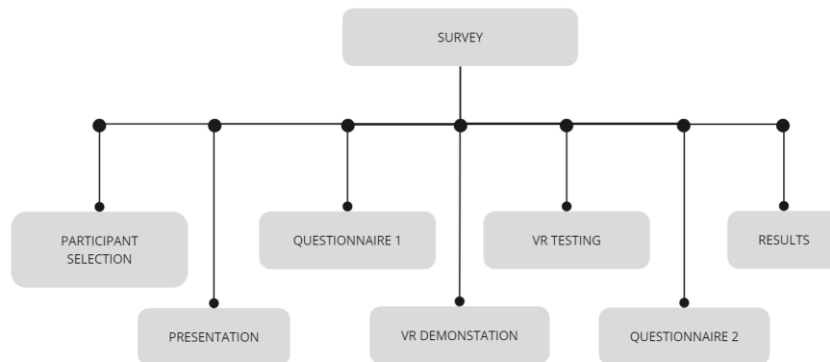 SURVEY
PARTICIPANT
SELECTION
PRESENTATION
QUESTIONNAIRE 1
VR DEMONSTATION
VR TESTING
QUESTIONNAIRE 2
RESULTS